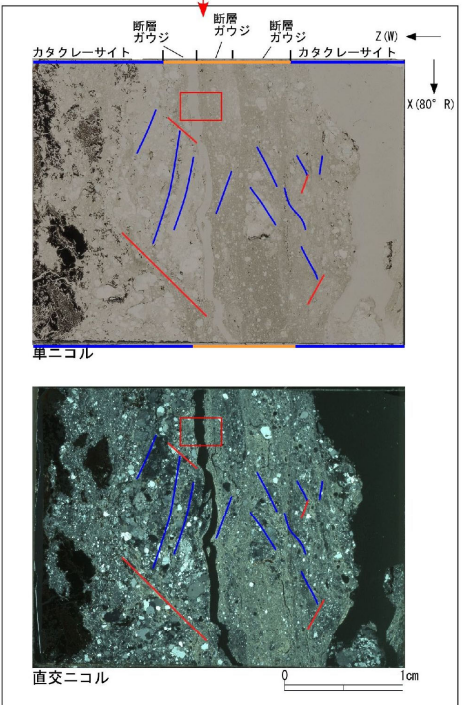 断層
ガウジ
断層
ガウジ
断層
ガウジ
Z(W)
カタクレーサイト
カタクレーサイト
X(80° R)
単ニコル
直交ニコル
0
1cm